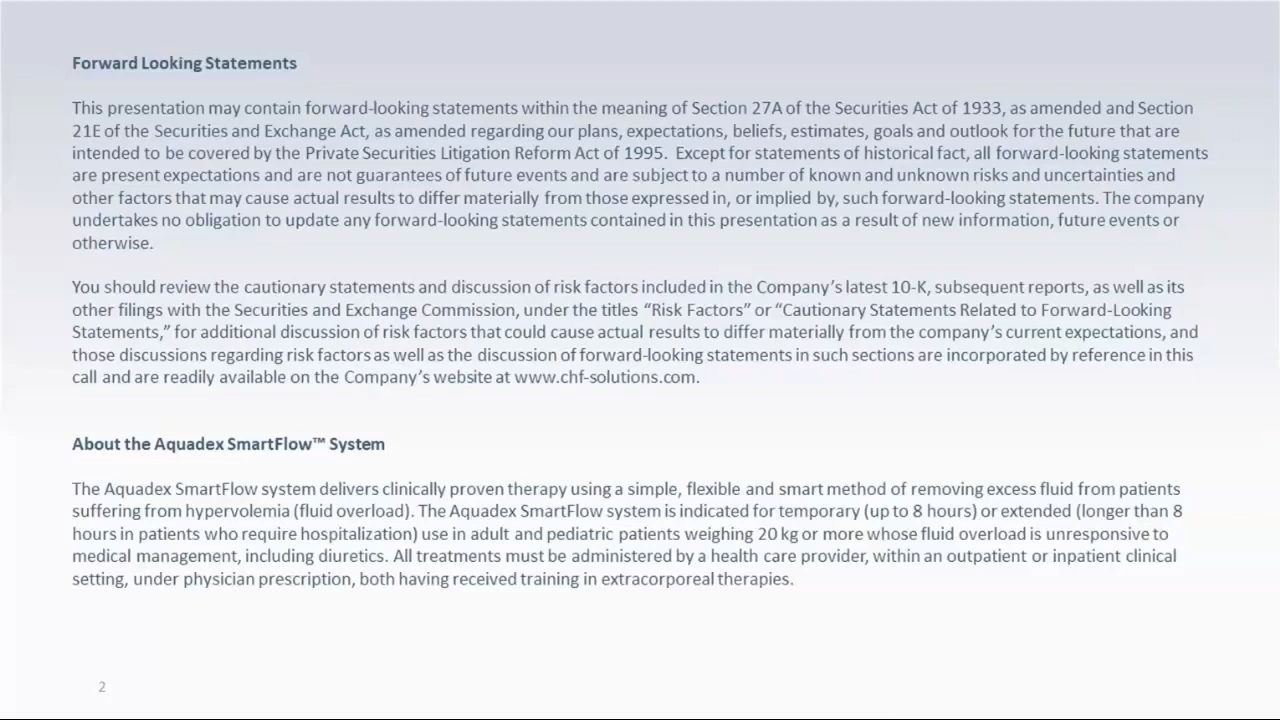 Forward Looking Statements
This presentation may contain forward-looking statements within the meaning of Section 27A of the Securities Act of 1933, as amended and Section
21E of the Securities and Exchange Act, as amended regarding our plans, expectations, beliefs, estimates, goals and outlook for the future that are
intended to be covered by the Private Securities Litigation Reform Act of 1995.  Except for statements of historical fact, all forward-looking statements
are present expectations and are not guarantees of future events and are subject to a number of known and unknown risks and uncertainties and
other factors that may cause actual results to differ materially from those expressed in, or implied by, such forward-looking statements. The company
undertakes no obligation to update any forward-looking statements contained in this presentation as a result of new information, future events or
otherwise.
You should review the cautionary statements and discussion of risk factors included in the Company’s latest 10-K, subsequent reports, as well as its
other filings with the Securities and Exchange Commission, under the titles “Risk Factors” or “Cautionary Statements Related to Forward-Looking
Statements,” for additional discussion of risk factors that could cause actual results to differ materially from the company’s current expectations, and
those discussions regarding risk factors as well as the discussion of forward-looking statements in such sections are incorporated by reference in this
call and are readily available on the Company’s website at www.chf-solutions.com.
About the Aquadex SmartFlow™ System
The Aquadex SmartFlow system delivers clinically proven therapy using a simple, flexible and smart method of removing excess fluid from patients
suffering from hypervolemia (fluid overload). The Aquadex SmartFlow system is indicated for temporary (up to 8 hours) or extended (longer than 8
hours in patients who require hospitalization) use in adult and pediatric patients weighing 20 kg or more whose fluid overload is unresponsive to
medical management, including diuretics. All treatments must be administered by a health care provider, within an outpatient or inpatient clinical
setting, under physician prescription, both having received training in extracorporeal therapies.
2